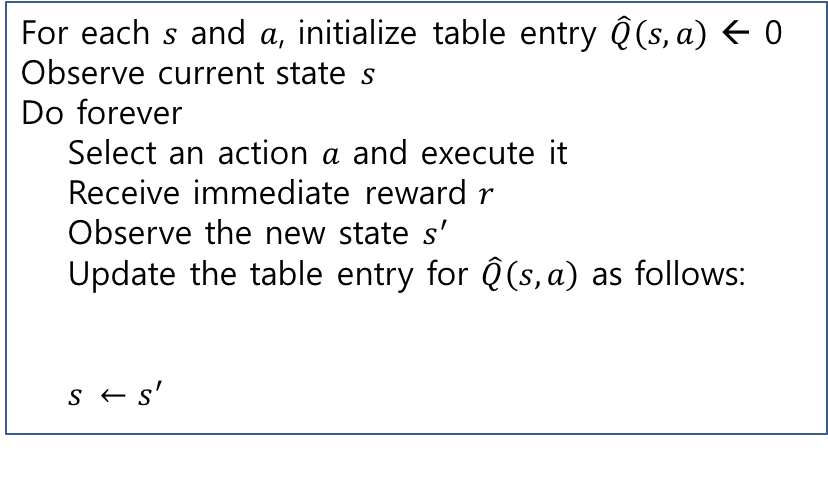 For each s and a, initialize table entry Q̂(s, a) ← 0
Observe current state s
Do forever
Select an action a and execute it
Receive immediate reward r
Observe the new state s′
Update the table entry for Q̂(s, a) as follows:
s ← s′